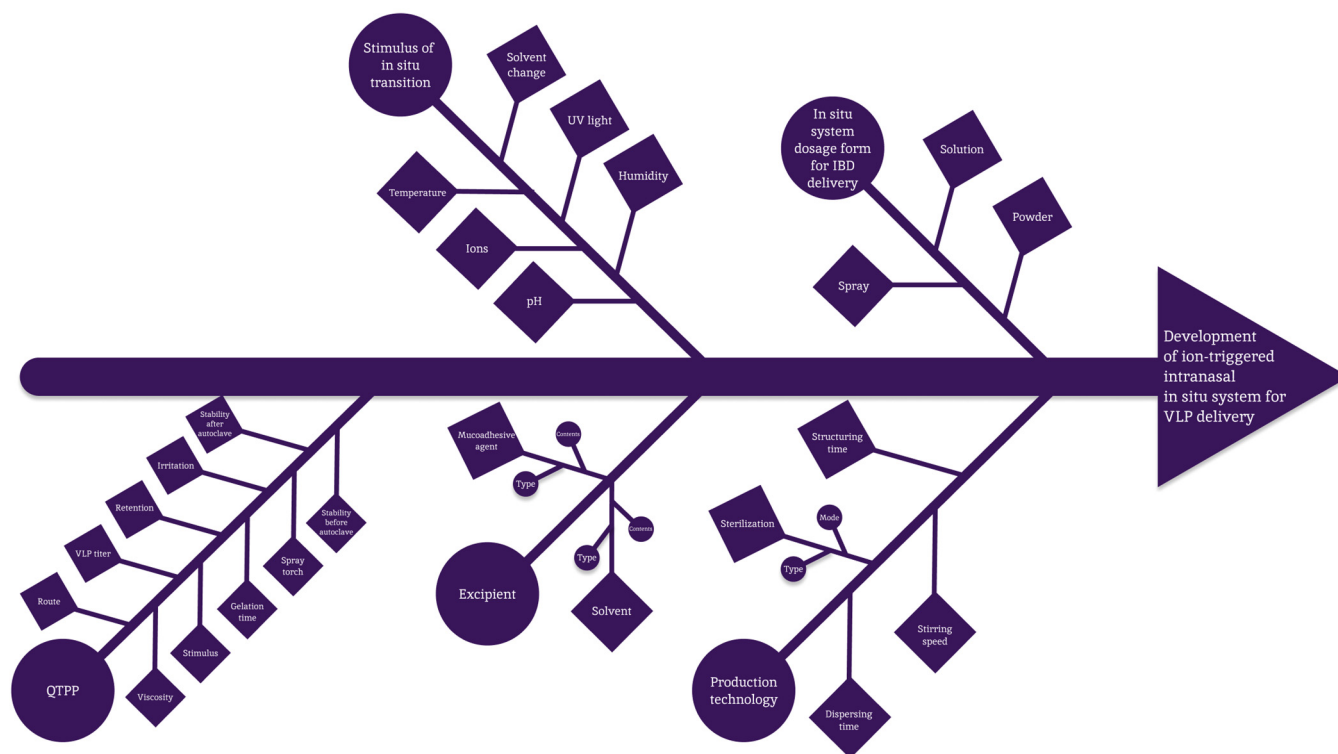 Stimulus of
in situ
transition
Solvent
change
UV light
Humidity
Temperature
Ions
pH
In situ
system
dosage form
for IBD
delivery
Solution
Powder
Spray
Development
of ion-triggered
intranasal
in situ system for
VLP delivery
Stability
after
autoclave
Irritation
Retention
VLP titer
Route
QTPP
Viscosity
Stimulus
Gelation
time
Spray
torch
Stability
before
autoclave
Mucoadhesive
agent
Contents
Type
Contents
Type
Solvent
Excipient
Structuring
time
Sterilization
Mode
Type
Stirring
speed
Production
technology
Dispersing
time